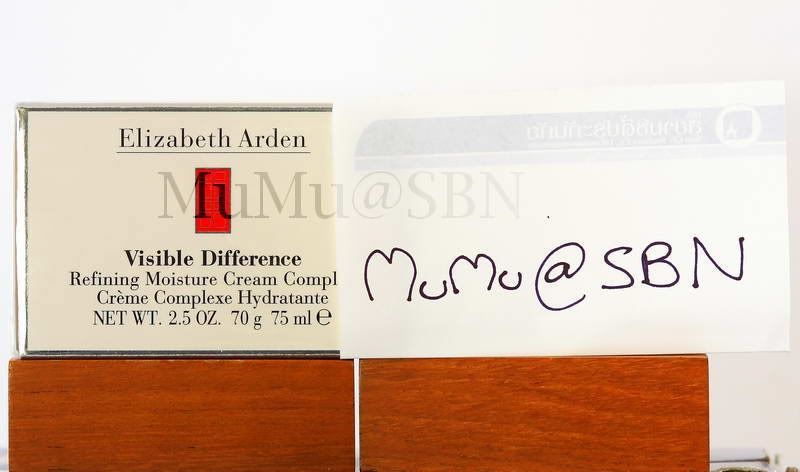 Elizabeth Arden
MuMu@SBN
Visible Difference
Refining Moisture Cream Compl
Crème Complexe Hydratante
NET WT. 2.5 OZ. 70 g 75 ml ℮
MuMu@SBN